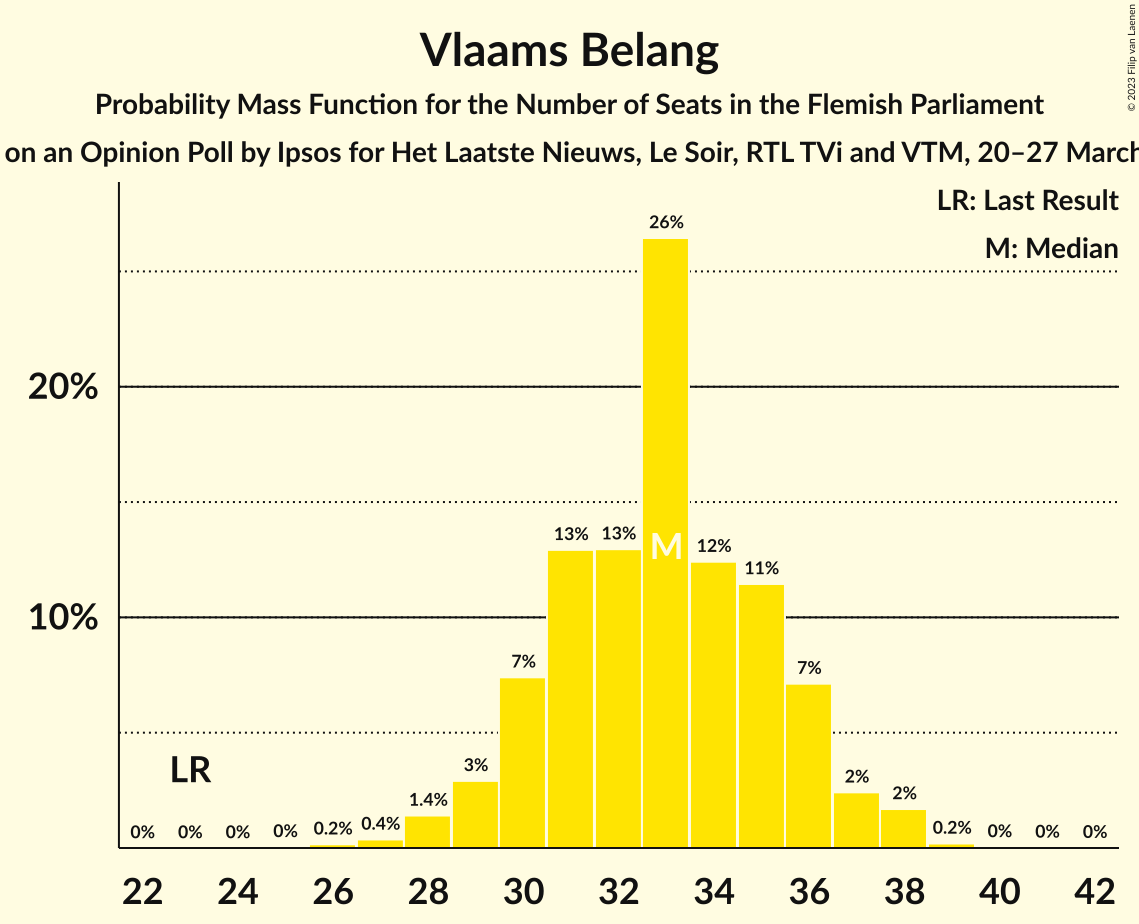 Vlaams Belang
Probability Mass Function for the Number of Seats in the Flemish Parliament
on an Opinion Poll by Ipsos for Het Laatste Nieuws, Le Soir, RTL TVi and VTM, 20–27 March
© 2023 Filip van Laenen
LR: Last Result
M: Median
26%
20%
13% 13% M 12% 11%
10%
7% 7%
LR
3% 2% 2%
0% 0% 0% 0% 0.2% 0.4% 1.4% 0.2% 0% 0% 0%
22 24 26 28 30 32 34 36 38 40 42